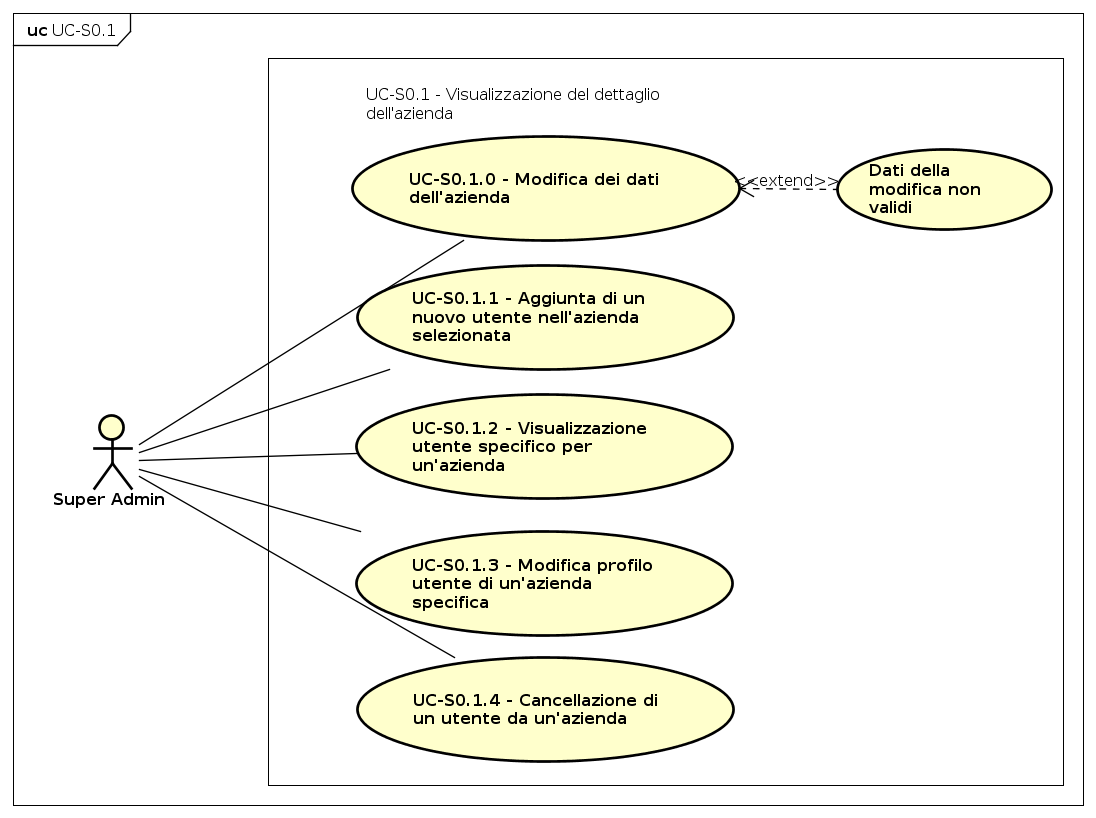 uc UC-S0.1
UC-S0.1 - Visualizzazione del dettaglio
dell'azienda
UC-S0.1.0 - Modifica dei dati
dell'azienda
<<extend>>
Dati della
modifica non
validi
UC-S0.1.1 - Aggiunta di un
nuovo utente nell'azienda
selezionata
UC-S0.1.2 - Visualizzazione
utente specifico per
un'azienda
Super Admin
UC-S0.1.3 - Modifica profilo
utente di un'azienda
specifica
UC-S0.1.4 - Cancellazione di
un utente da un'azienda